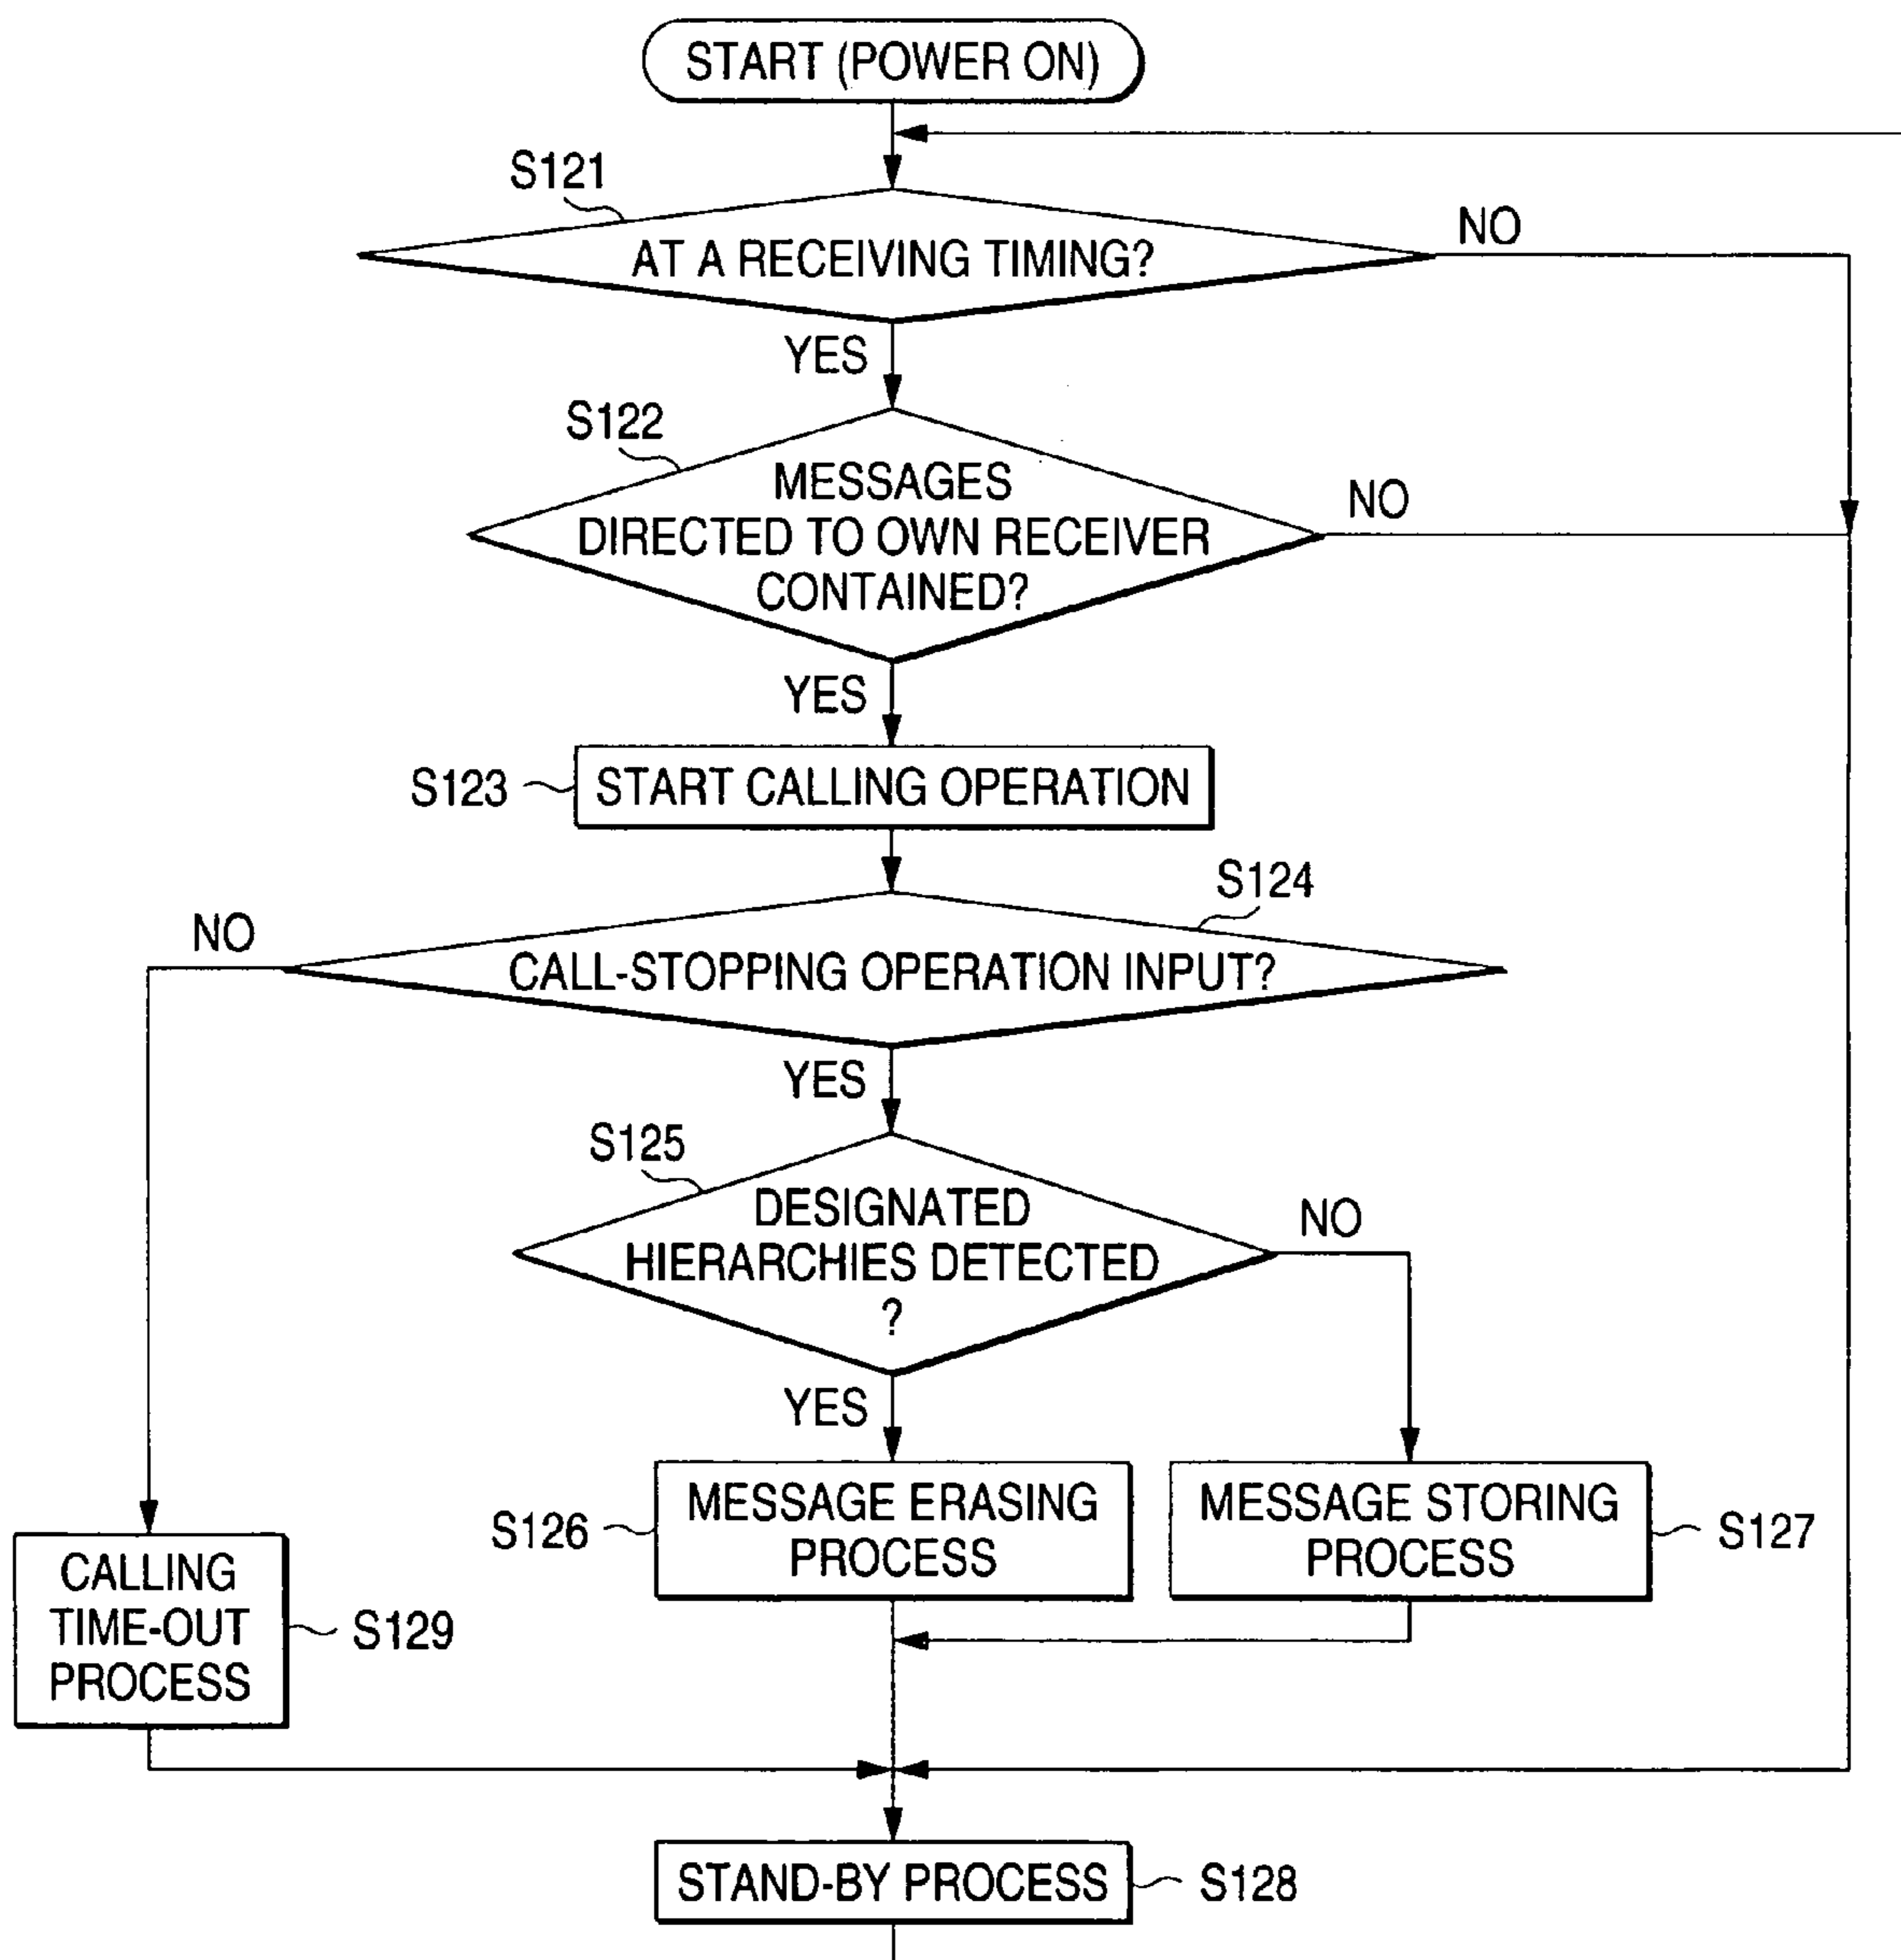 START (POWER ON)
S121
AT A RECEIVING TIMING?
NO
YES
S122
MESSAGES
DIRECTED TO OWN RECEIVER
CONTAINED?
NO
YES
S123
START CALLING OPERATION
S124
NO
CALL-STOPPING OPERATION INPUT?
YES
S125
DESIGNATED
HIERARCHIES DETECTED
?
NO
YES
S126
MESSAGE ERASING
PROCESS
MESSAGE STORING
PROCESS
S127
CALLING
TIME-OUT
PROCESS
S129
STAND-BY PROCESS
S128